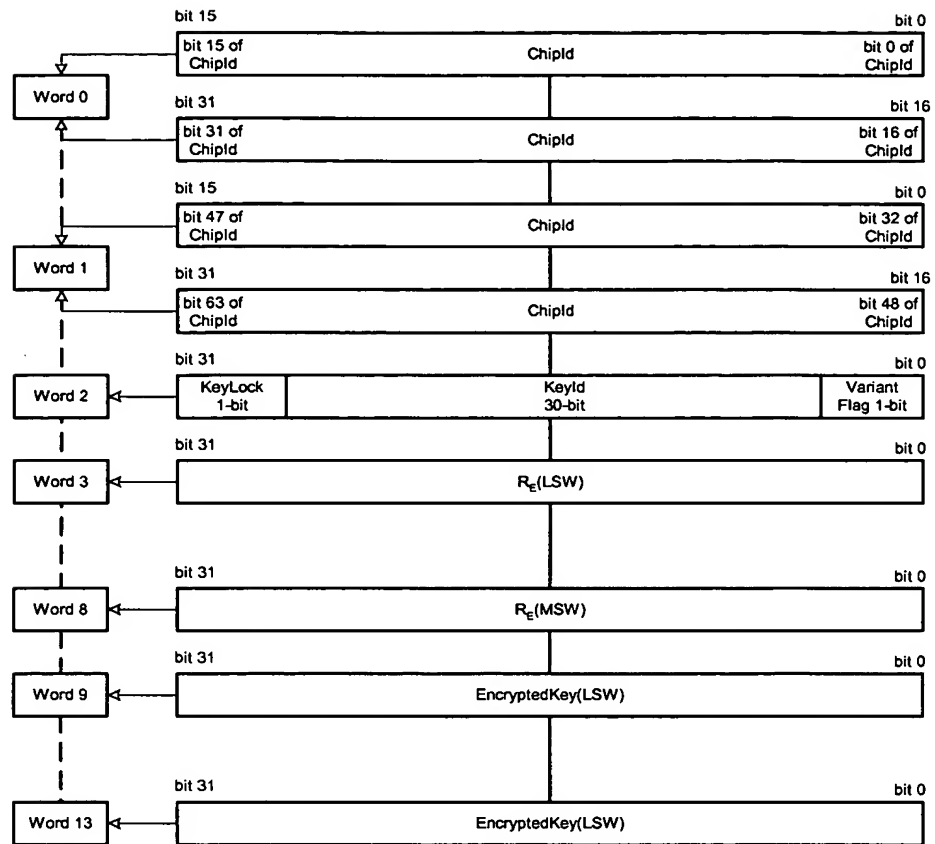 bit 15 bit 0
bit 15 of ChipId bit 0 of
ChipId ChipId
Word 0
bit 31 bit 16
bit 31 of ChipId bit 16 of
ChipId ChipId
bit 15 bit 0
bit 47 of ChipId bit 32 of
ChipId ChipId
Word 1
bit 31 bit 16
bit 63 of ChipId bit 48 of
ChipId ChipId
bit 31 bit 0
Word 2 KeyLock KeyId Variant
1-bit 30-bit Flag 1-bit
bit 31 bit 0
Word 3 RE(LSW)
bit 31 bit 0
Word 8 RE(MSW)
bit 31 bit 0
Word 9 EncryptedKey(LSW)
bit 31 bit 0
Word 13 EncryptedKey(LSW)